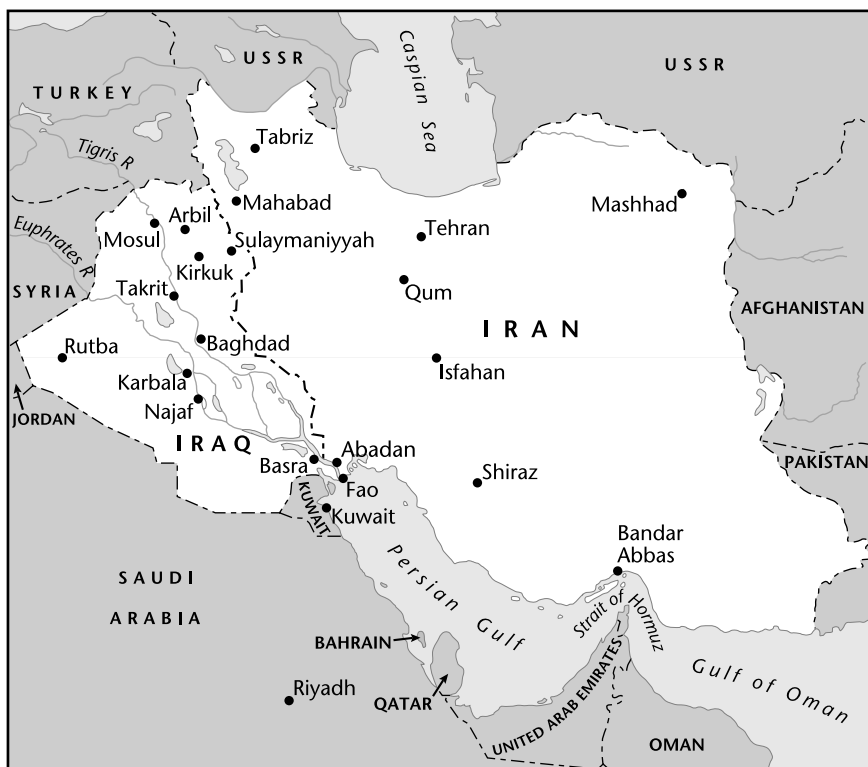 USSR
Caspian Sea
USSR
TURKEY
Tabriz
Tigris R
Mahabad
Mashhad
Arbil
Mosul
Tehran
Euphrates R
Sulaymaniyyah
Kirkuk
Qum
SYRIA
Takrit
AFGHANISTAN
IRAN
Rutba
Baghdad
Isfahan
Karbala
JORDAN
Najaf
IRAQ
Abadan
Basra
PAKISTAN
Shiraz
Fao
KUWAIT
Kuwait
Bandar
Abbas
Persian Gulf
SAUDI
ARABIA
Strait of
Hormuz
BAHRAIN
Gulf of Oman
Riyadh
QATAR
UNITED ARAB EMIRATES
OMAN